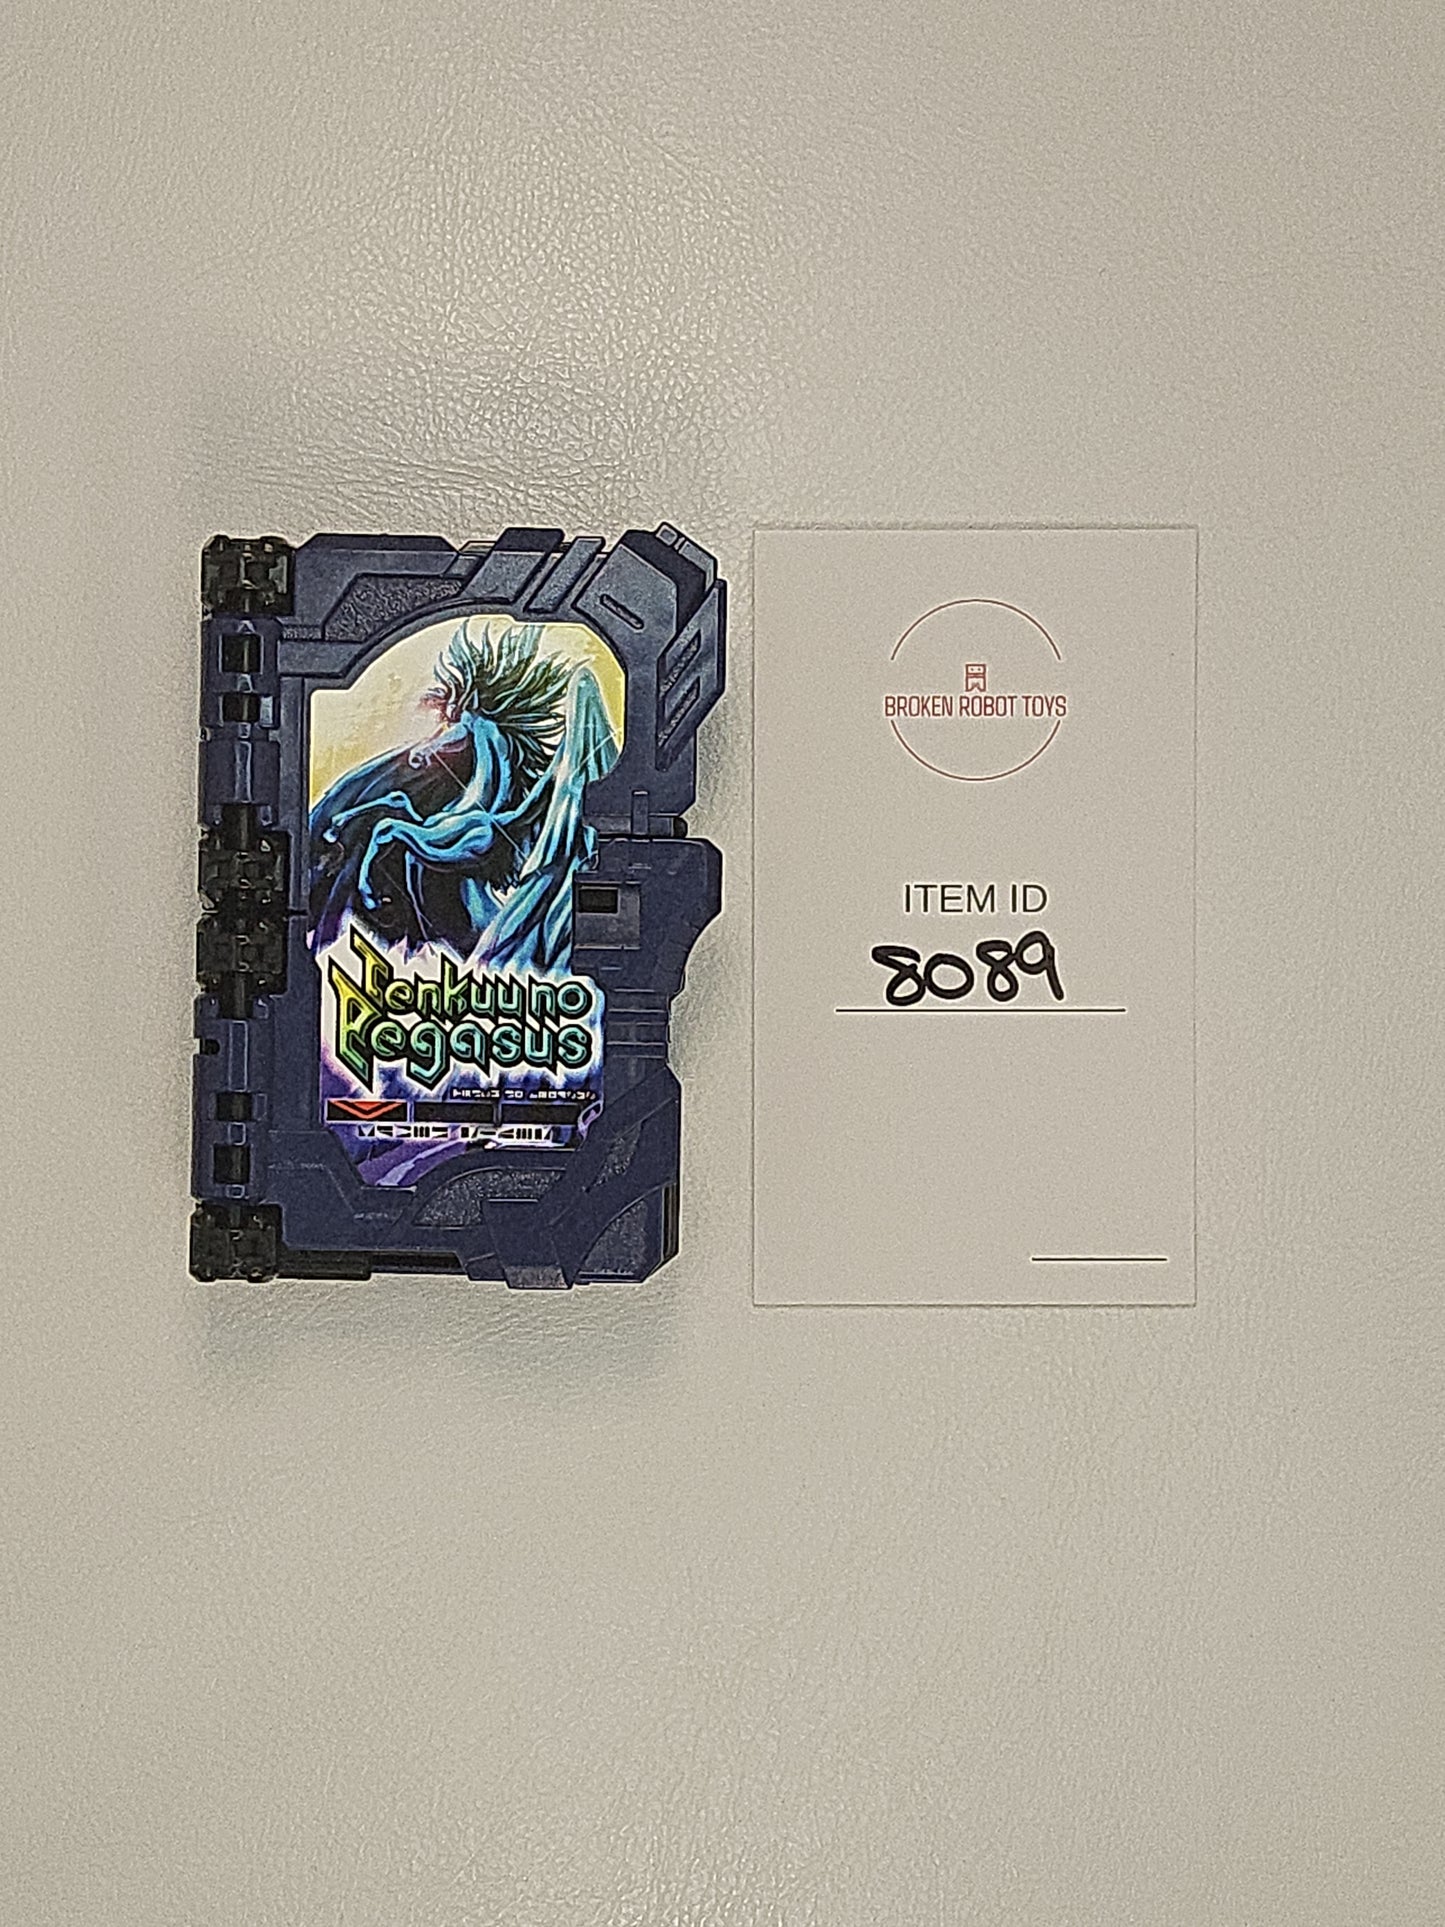 Tenkuu no
Pegasus
BROKEN ROBOT TOYS
ITEM ID
8089